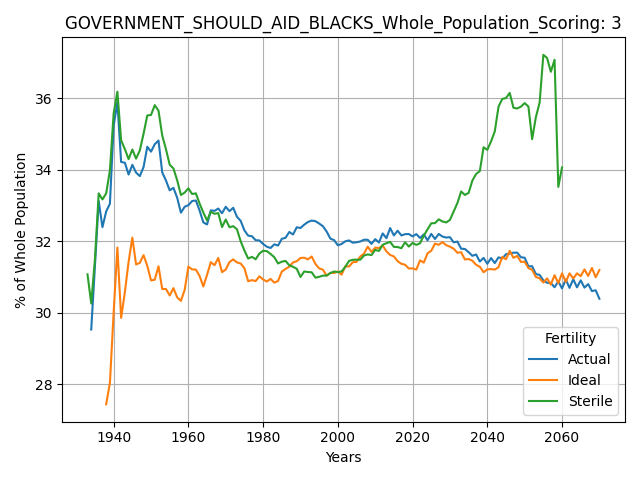 GOVERNMENT_SHOULD_AID_BLACKS_Whole_Population_Scoring: 3
% of Whole Population
36
34
32
30
28
Fertility
Actual
Ideal
Sterile
1940 1960 1980 2000 2020 2040 2060
Years